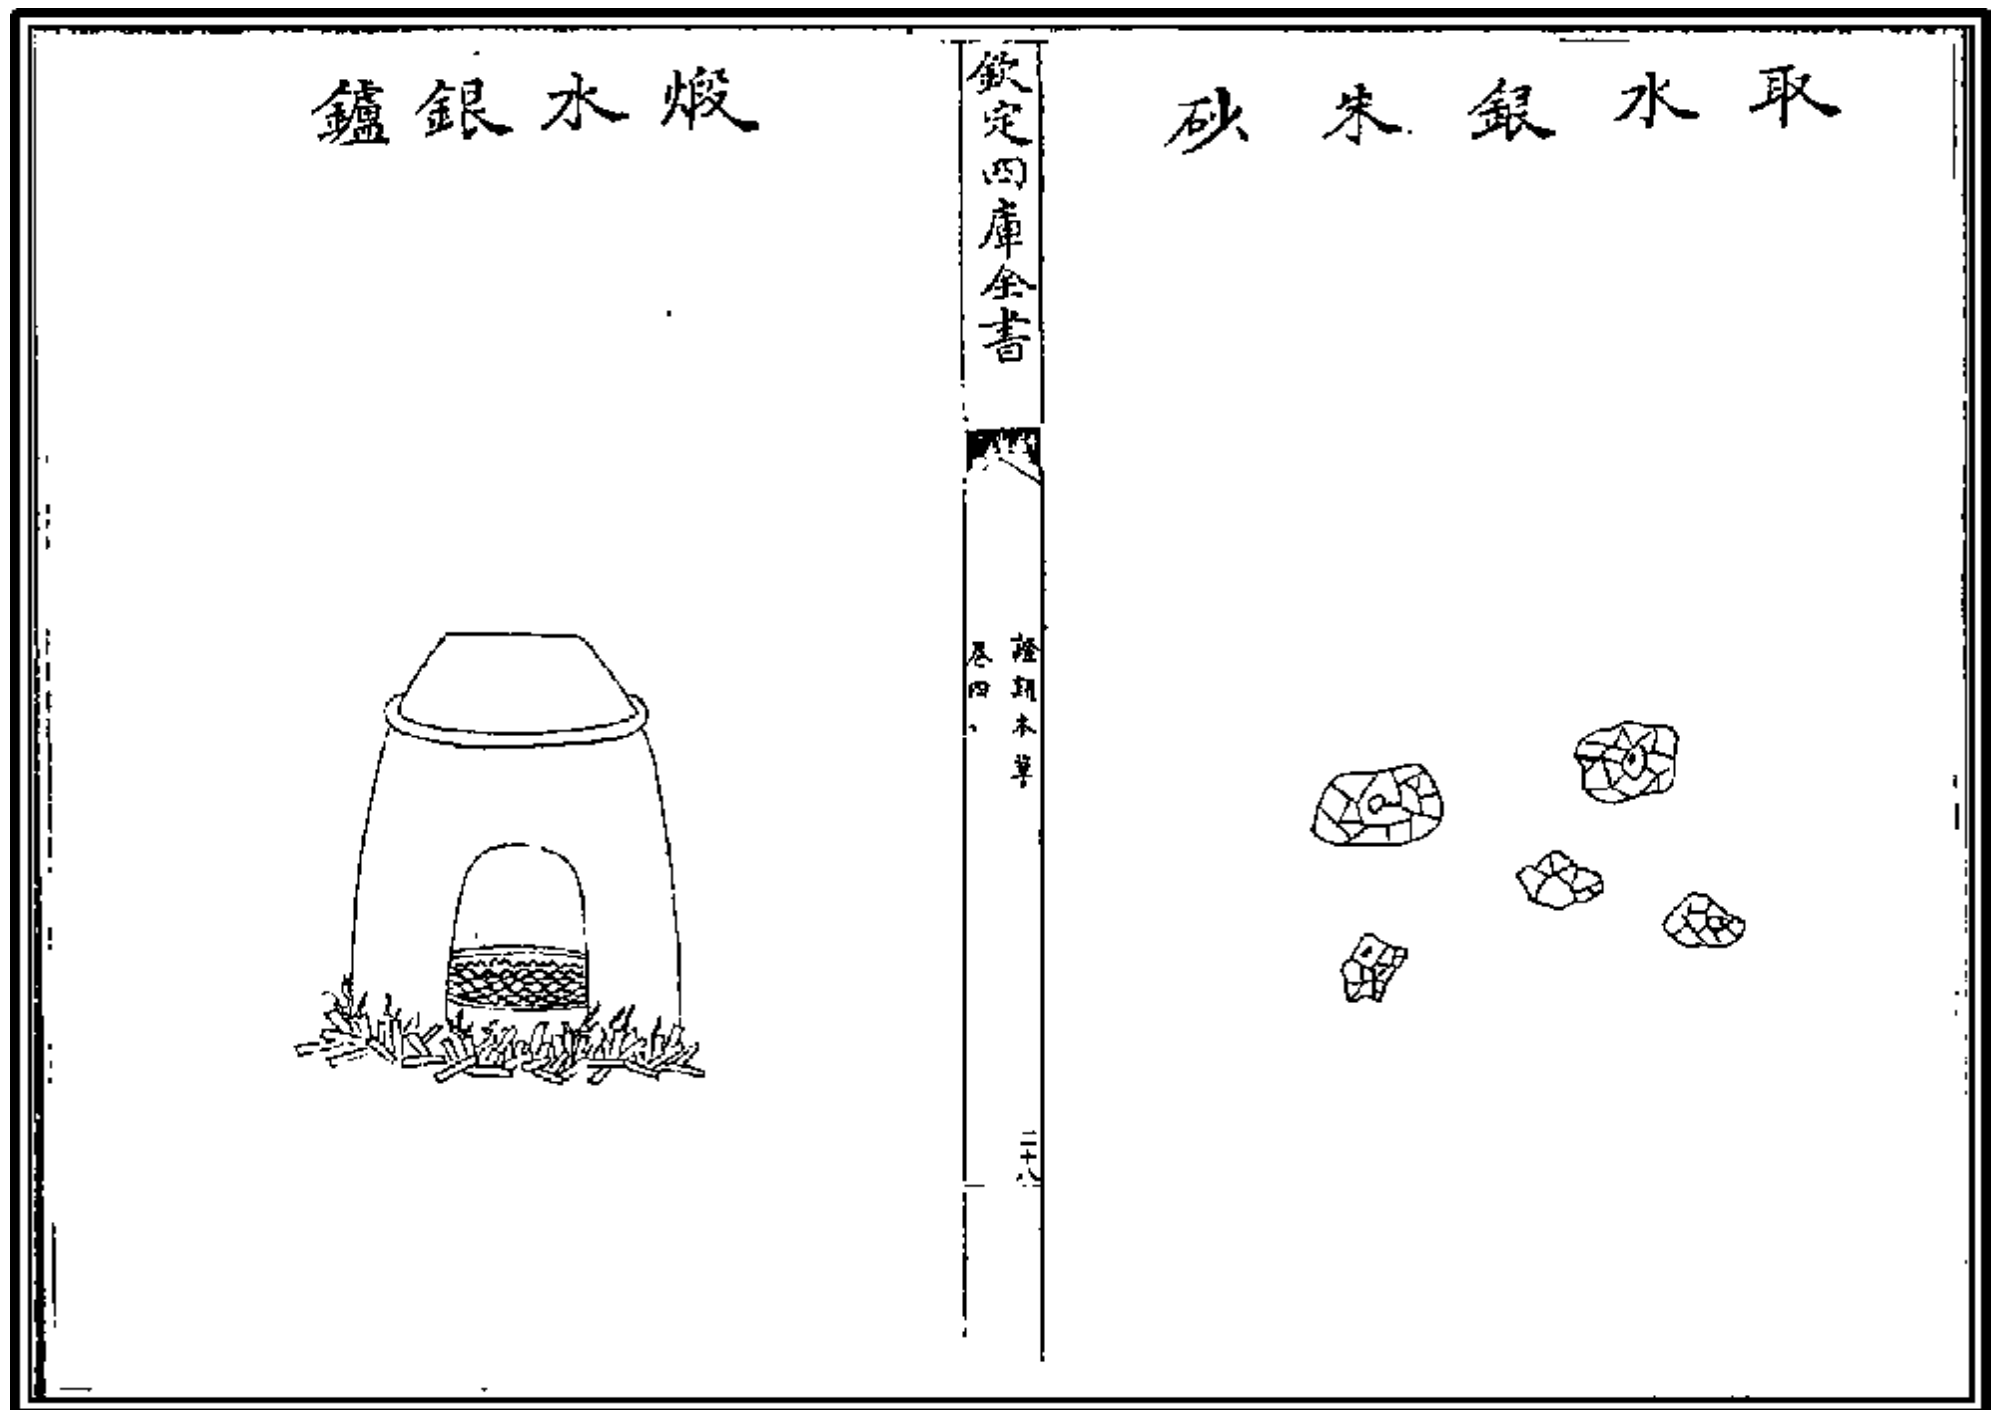 取水銀朱砂
欽定四庫全書
證類本草
卷四
二十八
煅水銀鑪